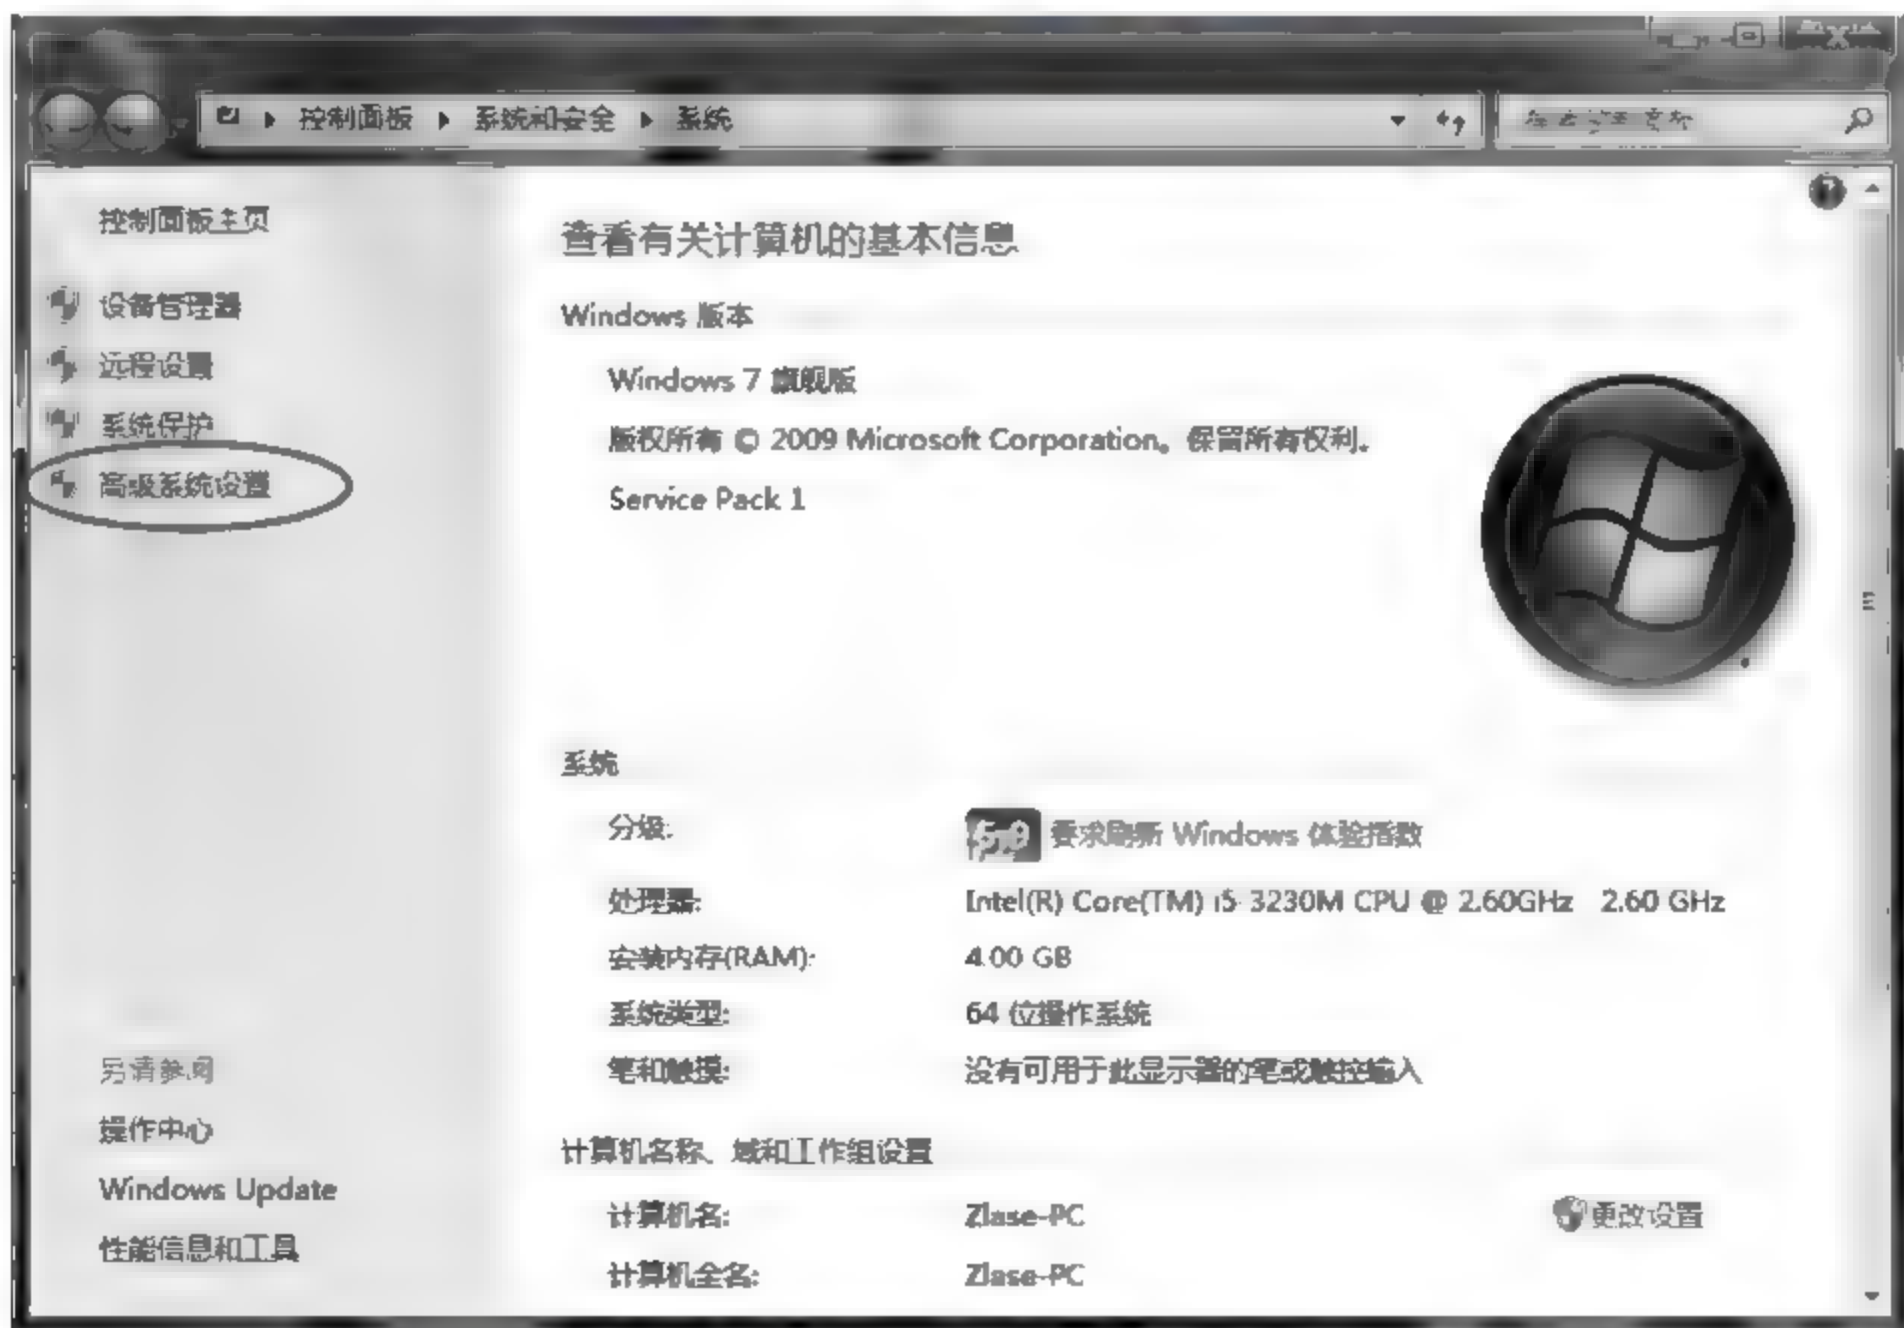 控制面板 ▸ 系统和安全 ▸ 系统
控制面板主页
设备管理器
远程设置
系统保护
高级系统设置
另请参阅
操作中心
Windows Update
性能信息和工具
查看有关计算机的基本信息
Windows 版本
Windows 7 旗舰版
版权所有 © 2009 Microsoft Corporation。保留所有权利。
Service Pack 1
系统
分级: 要求刷新 Windows 体验指数
处理器: Intel(R) Core(TM) i5-3230M CPU @ 2.60GHz 2.60 GHz
安装内存(RAM): 4.00 GB
系统类型: 64 位操作系统
笔和触摸: 没有可用于此显示器的笔或触控输入
计算机名称、域和工作组设置
计算机名: Zlase-PC 更改设置
计算机全名: Zlase-PC